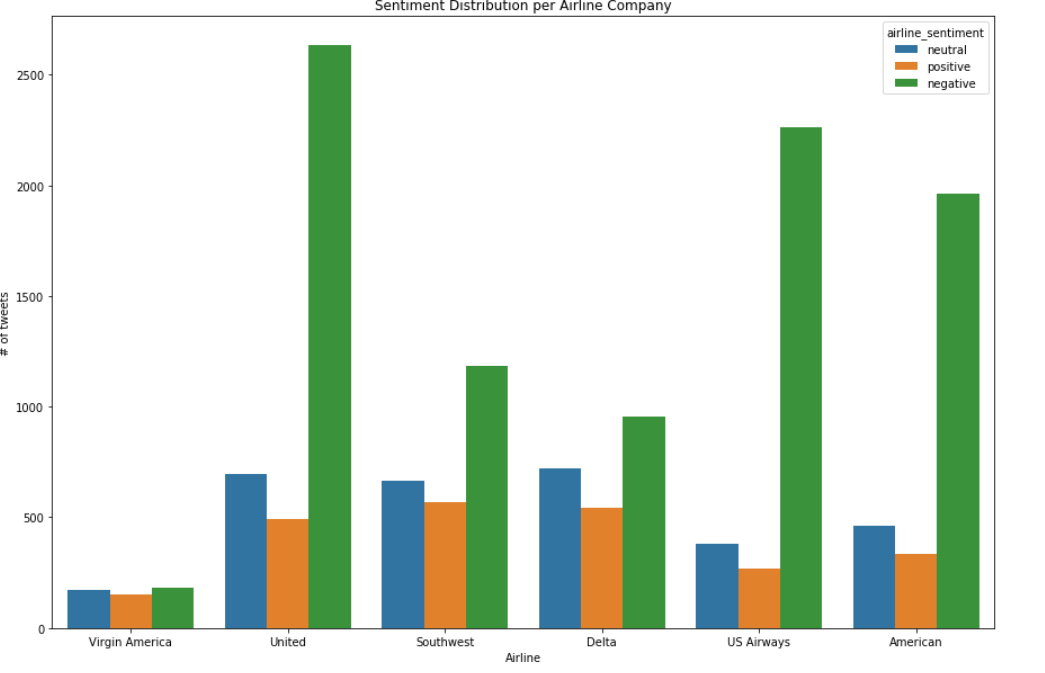 Sentiment Distribution per Airline Company
airline_sentiment
neutral
positive
negative
# of tweets
2500
2000
1500
1000
500
0
Virgin America United Southwest Delta US Airways American
Airline